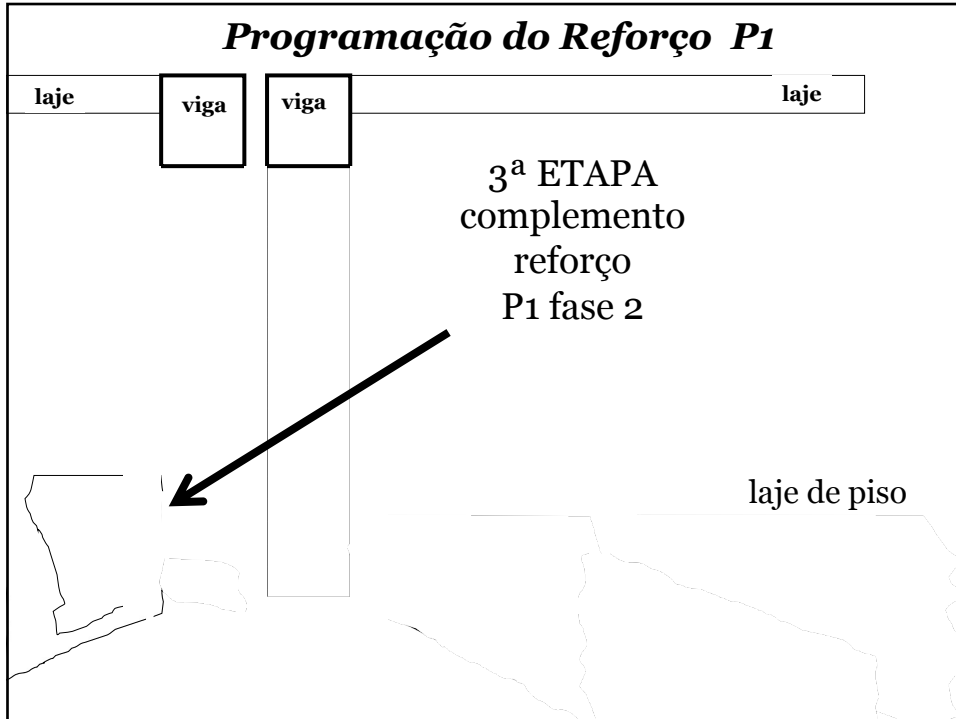 Programação do Reforço P1
laje
viga
viga
laje
3ª ETAPA
complemento
reforço
P1 fase 2
laje de piso